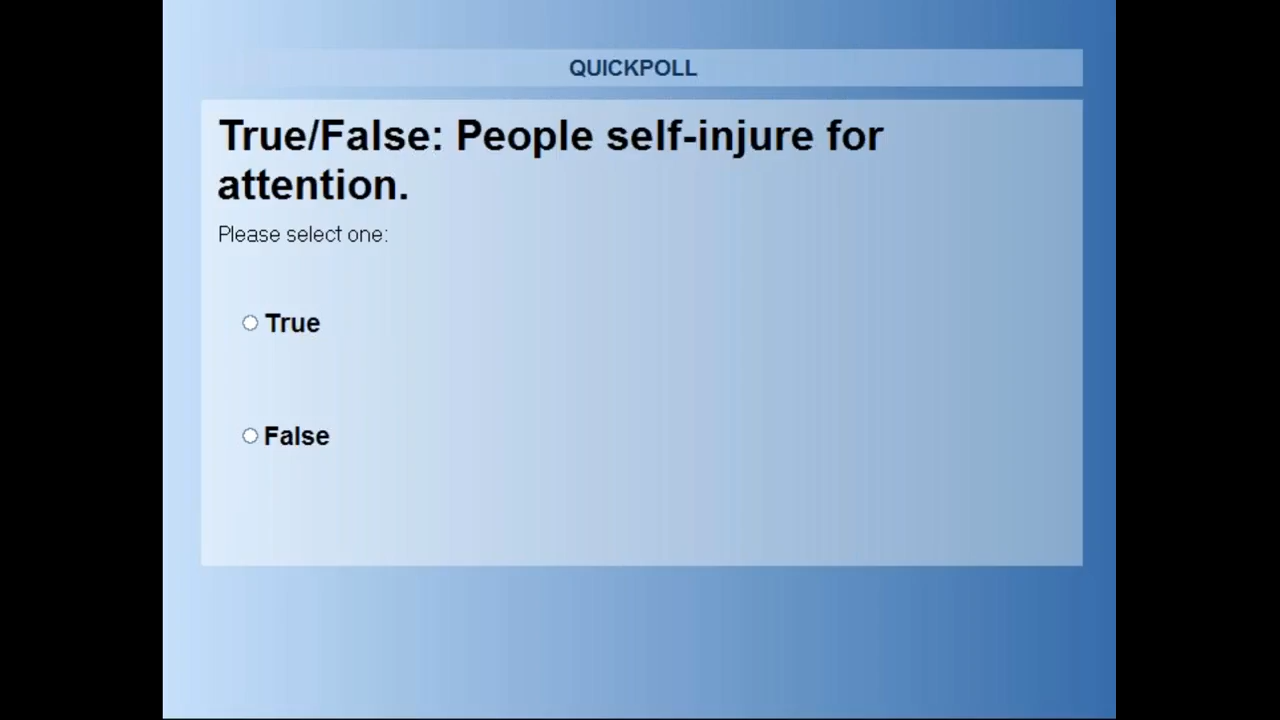 QUICKPOLL
True/False: People self-injure for
attention.
Please select one:
True
False